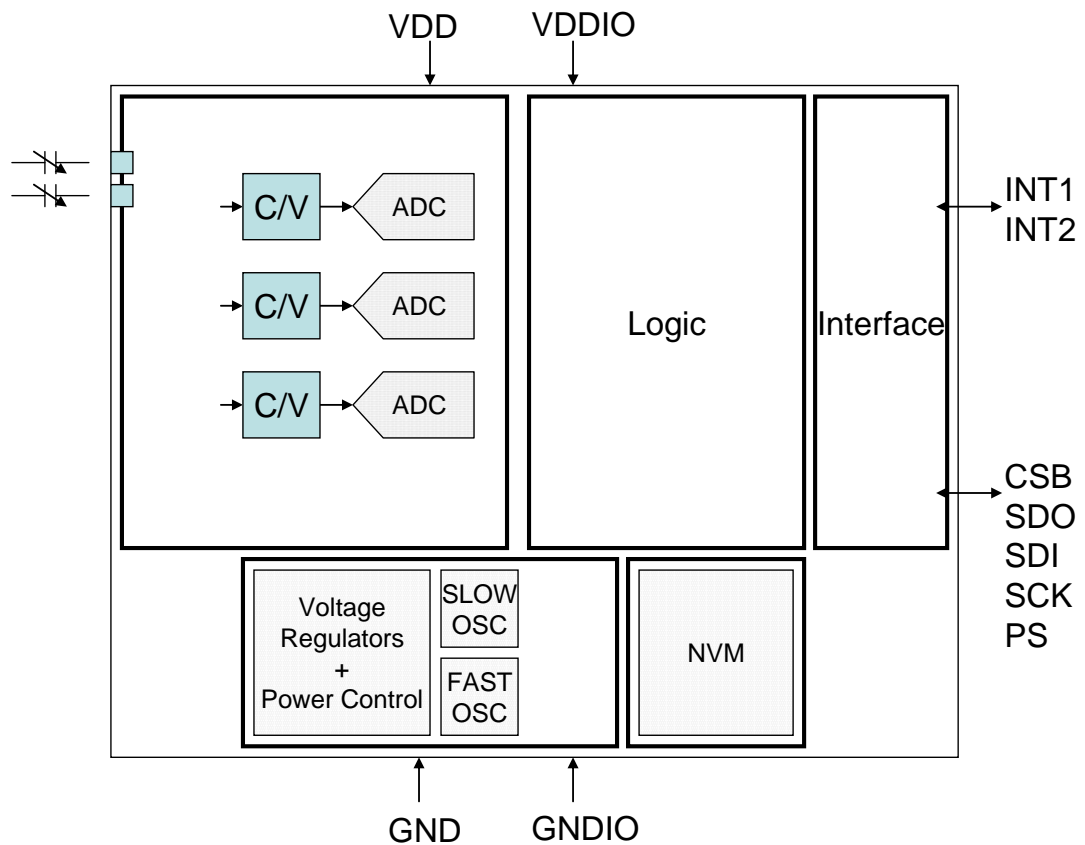 VDD
VDDIO
C/V
ADC
C/V
ADC
C/V
ADC
Logic
Interface
INT1
INT2
CSB
SDO
SDI
SCK
PS
Voltage
Regulators
+
Power Control
SLOW
OSC
FAST
OSC
NVM
GND
GNDIO